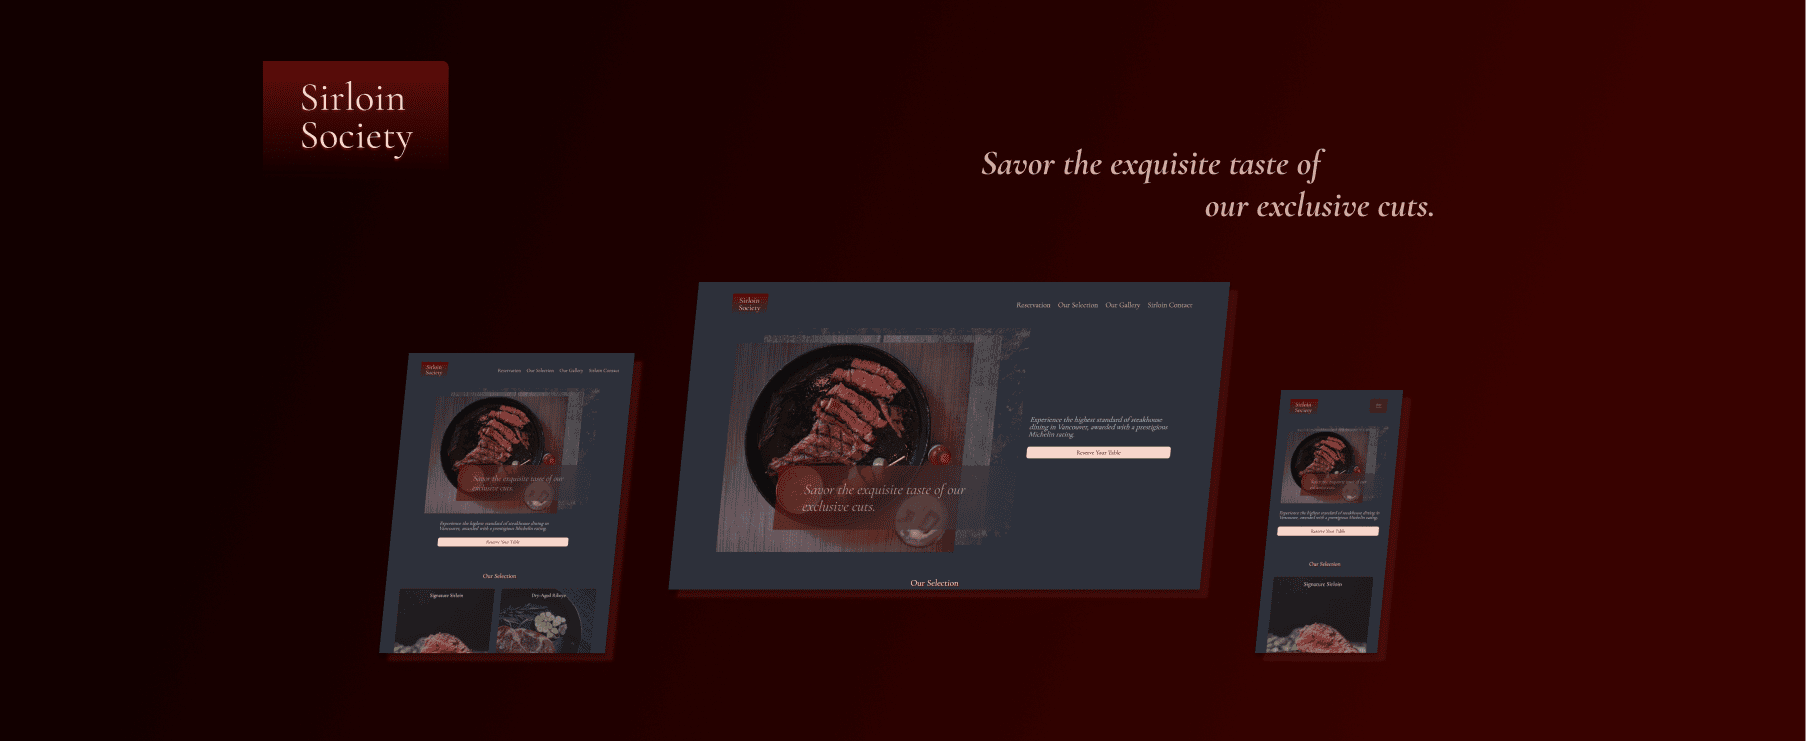 Sirloin
Society
Savor the exquisite taste of
our exclusive cuts.
Sirloin
Society
Reservation Our Selection Our Gallery Sirloin Contact
Savor the exquisite taste of our
exclusive cuts.
Experience the highest standard of steakhouse dining in
Vancouver, awarded with a prestigious Michelin rating.
Reserve Your Table
Our Selection
Signature Sirloin
Dry-Aged Ribeye
Sirloin
Society
Reservation Our Selection Our Gallery Sirloin Contact
Savor the exquisite taste of our
exclusive cuts.
Experience the highest standard of steakhouse
dining in Vancouver, awarded with a prestigious
Michelin rating.
Reserve Your Table
Our Selection
Sirloin
Society
Savor the exquisite taste of our
exclusive cuts.
Experience the highest standard of steakhouse dining in
Vancouver, awarded with a prestigious Michelin rating.
Reserve Your Table
Our Selection
Signature Sirloin